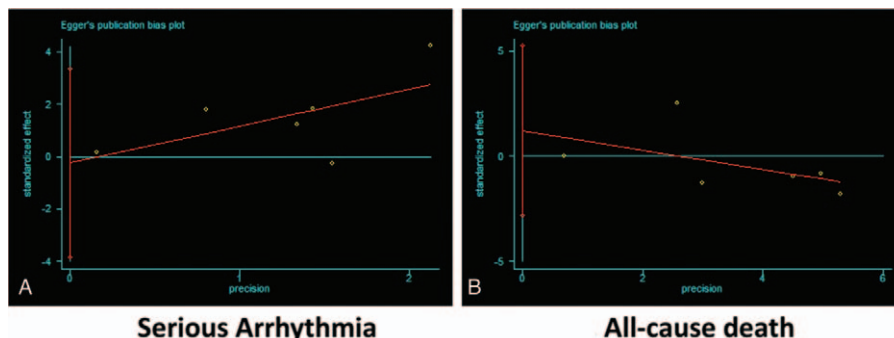 Egger's publication bias plot
4
2
0
-2
-4
standardized effect
0
1
2
precision
A
Serious Arrhythmia
Egger's publication bias plot
5
0
-5
standardized effect
0
2
4
6
precision
B
All-cause death